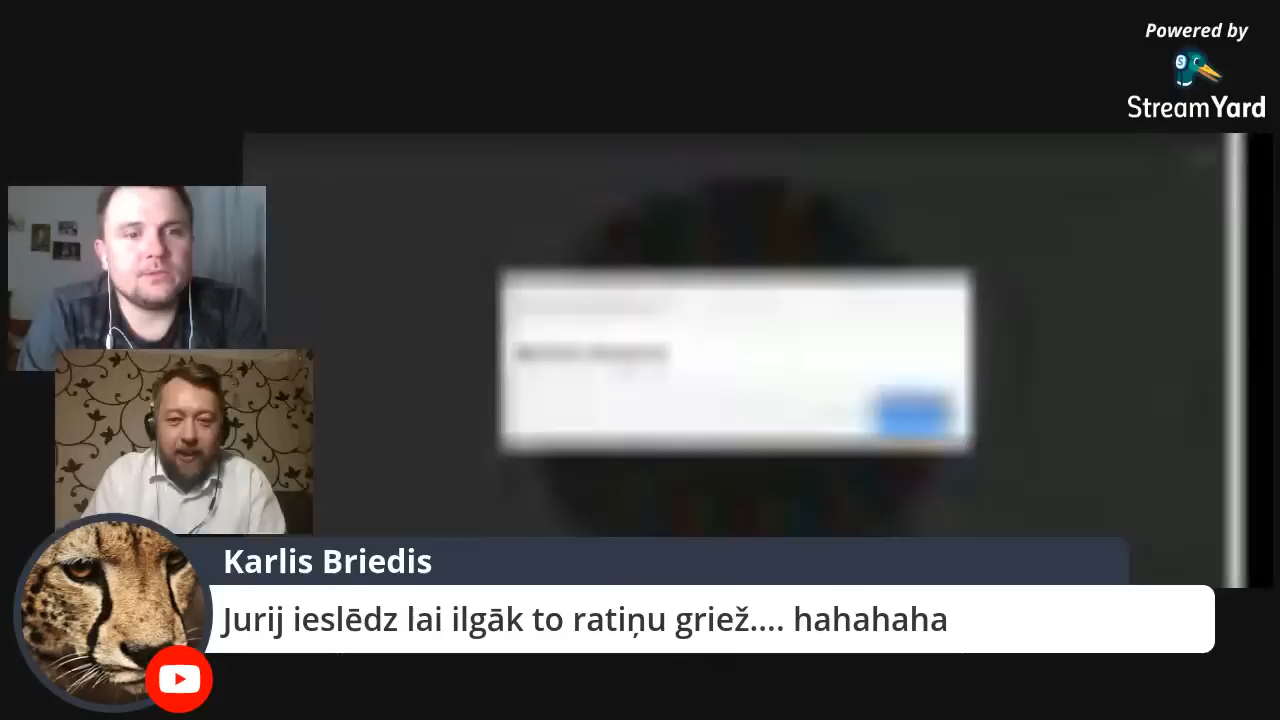 Powered by
StreamYard
Karlis Briedis
Jurij ieslēdz lai ilgāk to ratiņu griež.... hahahaha